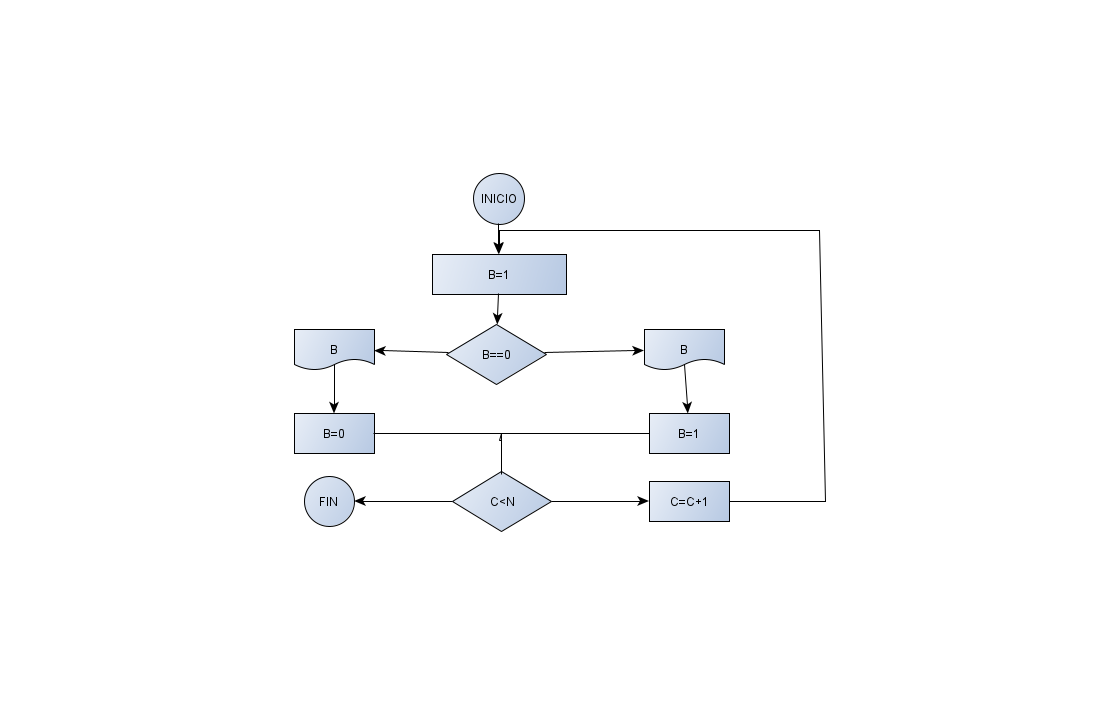 INICIO
B=1
B
B==0
B
B=0
B=1
FIN
C<N
C=C+1